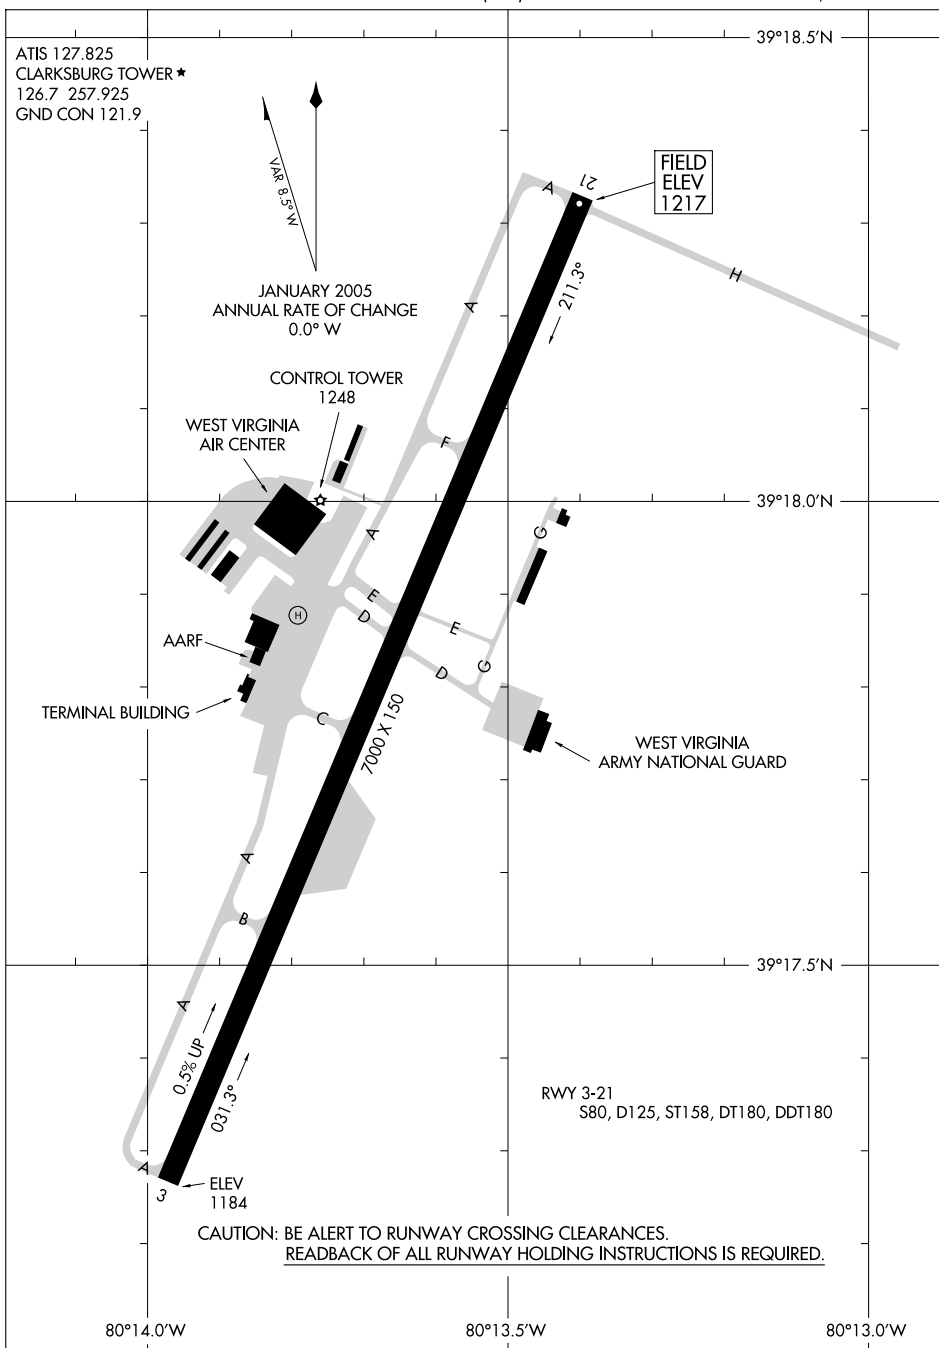 39°18.5'N
ATIS 127.825
CLARKSBURG TOWER ★
126.7 257.925
GND CON 121.9
VAR 8.5° W
JANUARY 2005
ANNUAL RATE OF CHANGE
0.0° W
FIELD
ELEV
1217
21
A
H
A
211.3°
CONTROL TOWER
1248
WEST VIRGINIA
AIR CENTER
F
39°18.0'N
A
G
E
D
H
E
AARF
G
D
TERMINAL BUILDING
C
7000 X 150
WEST VIRGINIA
ARMY NATIONAL GUARD
A
B
39°17.5'N
A
0.5% UP
031.3°
RWY 3-21
S80, D125, ST158, DT180, DDT180
A
3
ELEV
1184
CAUTION: BE ALERT TO RUNWAY CROSSING CLEARANCES.
READBACK OF ALL RUNWAY HOLDING INSTRUCTIONS IS REQUIRED.
80°14.0'W
80°13.5'W
80°13.0'W